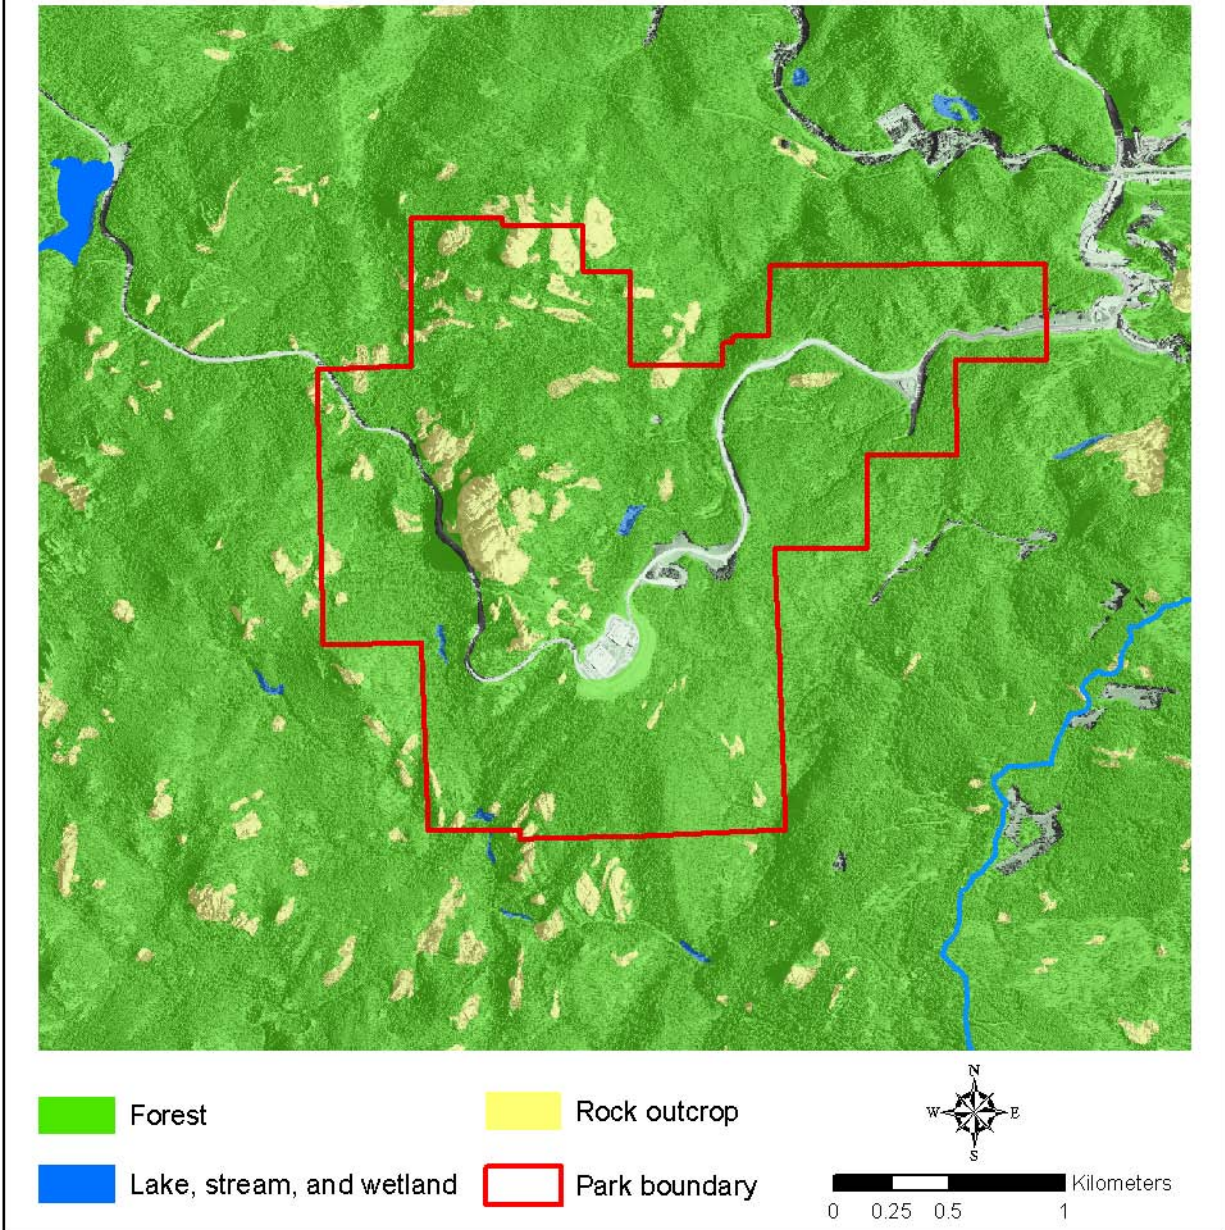 N
W E
S
Forest
Rock outcrop
Lake, stream, and wetland
Park boundary
Kilometers
0 0.25 0.5 1